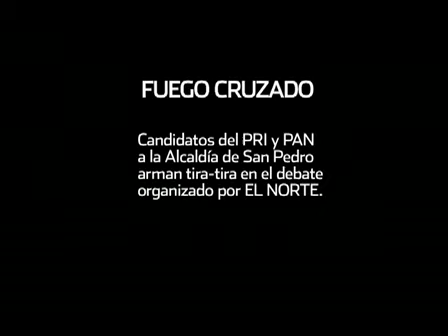 FUEGO CRUZADO
Candidatos del PRI y PAN
a la Alcaldía de San Pedro
arman tira-tira en el debate
organizado por EL NORTE.